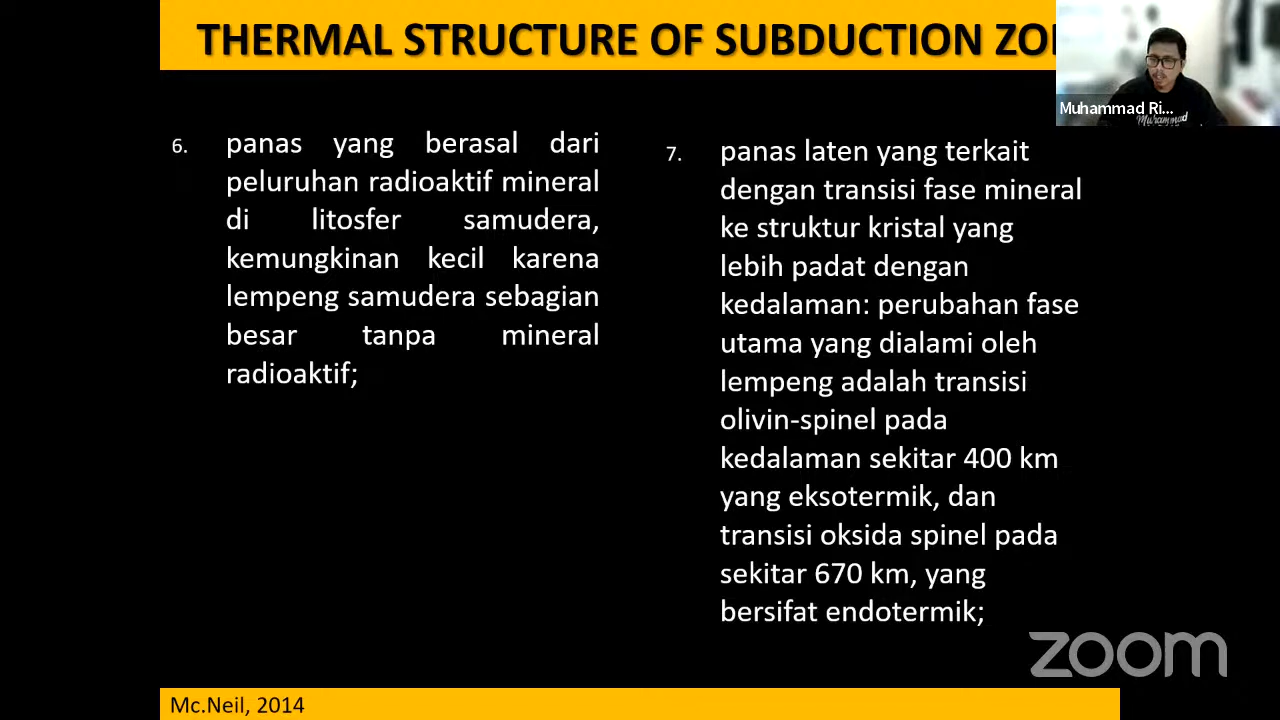 THERMAL STRUCTURE OF SUBDUCTION
Muhammad Ri...
Muhammad
6. panas yang berasal dari
peluruhan radioaktif mineral
di litosfer samudera,
kemungkinan kecil karena
lempeng samudera sebagian
besar tanpa mineral
radioaktif;
7. panas laten yang terkait
dengan transisi fase mineral
ke struktur kristal yang
lebih padat dengan
kedalaman: perubahan fase
utama yang dialami oleh
lempeng adalah transisi
olivin-spinel pada
kedalaman sekitar 400 km
yang eksotermik, dan
transisi oksida spinel pada
sekitar 670 km, yang
bersifat endotermik;
zoom
Mc.Neil, 2014